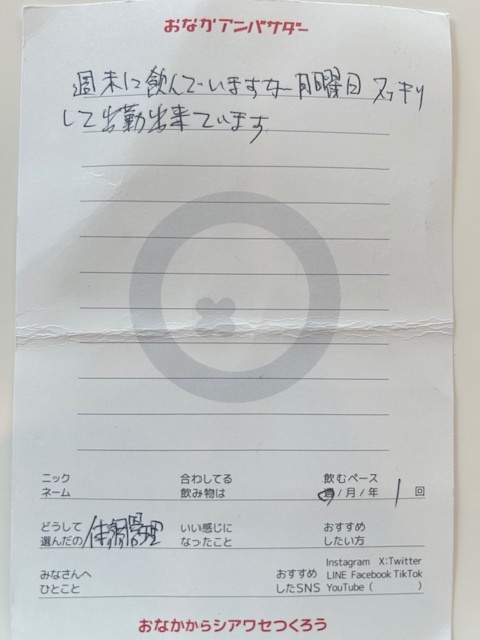 おなかアンバサダー
週末に飲んでいますな〜月曜日スッキリ
して出勤出来ています
ニックネーム
合わしてる飲み物は
飲むペース 週/月/年 1 回
どうして選んだの 体調管理
いい感じになったこと
おすすめしたい方
みなさんへひとこと
おすすめしたSNS Instagram X:Twitter LINE Facebook TikTok YouTube ( )
おなかからシアワセつくろう